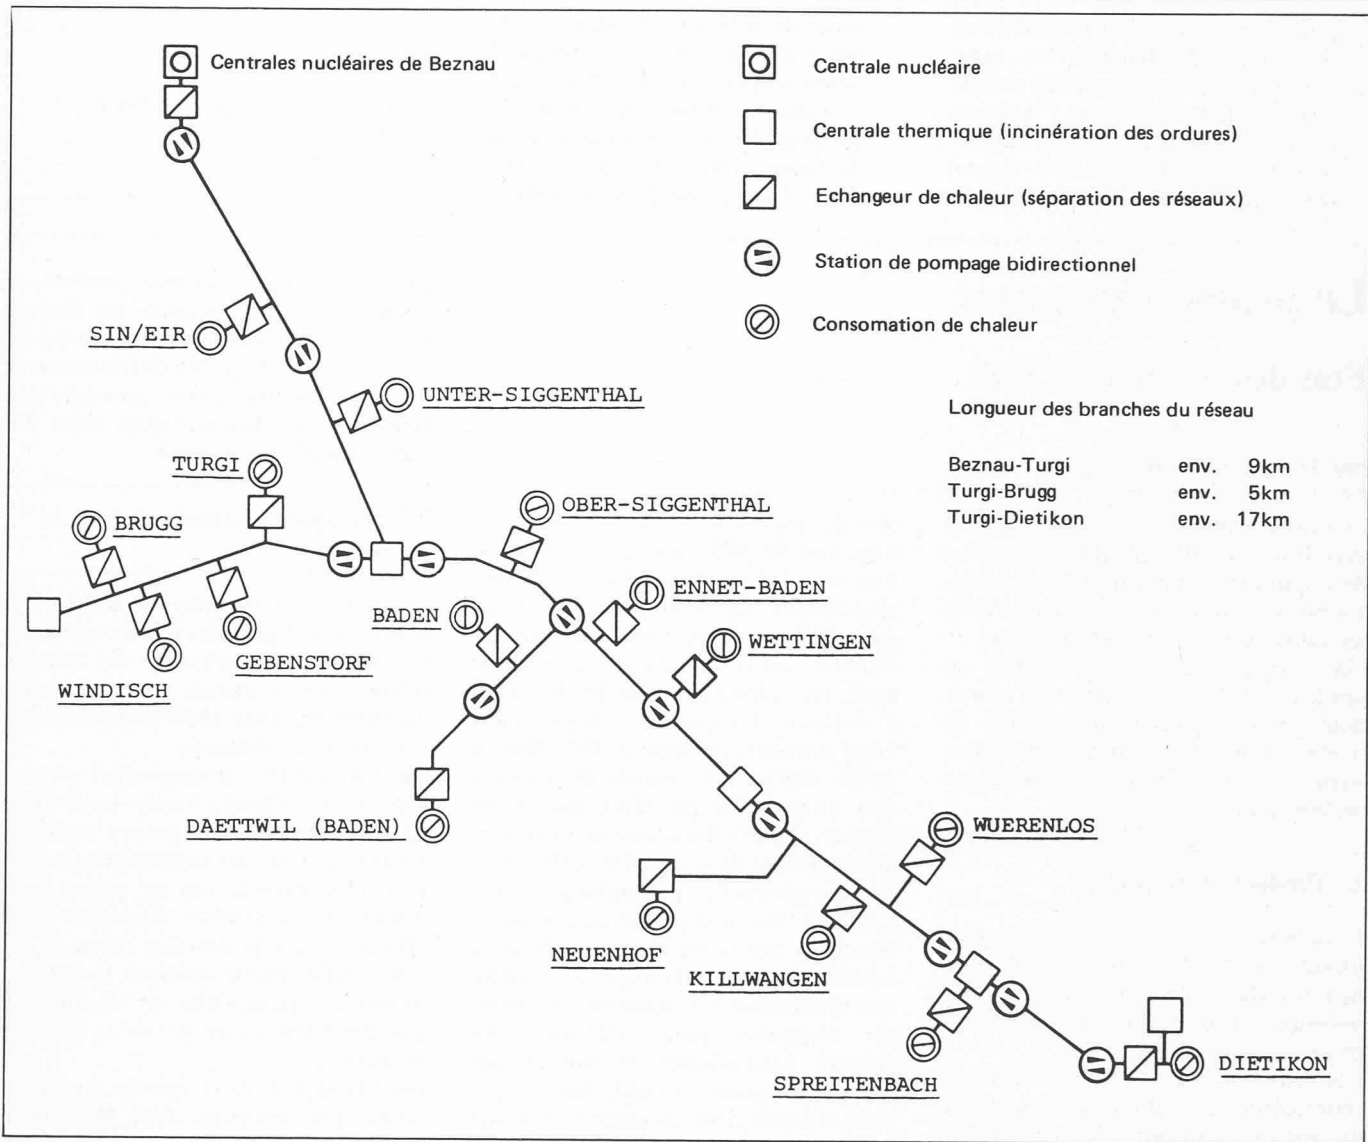 Centrales nucléaires de Beznau
Centrale nucléaire
Centrale thermique (incinération des ordures)
Echangeur de chaleur (séparation des réseaux)
Station de pompage bidirectionnel
Consomation de chaleur
Longueur des branches du réseau
Beznau-Turgi env. 9km
Turgi-Brugg env. 5km
Turgi-Dietikon env. 17km
SIN/EIR
UNTER-SIGGENTHAL
TURGI
OBER-SIGGENTHAL
BRUGG
ENNET-BADEN
BADEN
WETTINGEN
GEBENSTORF
WINDISCH
DAETTWIL (BADEN)
WUERENLOS
NEUENHOF
KILLWANGEN
SPREITENBACH
DIETIKON